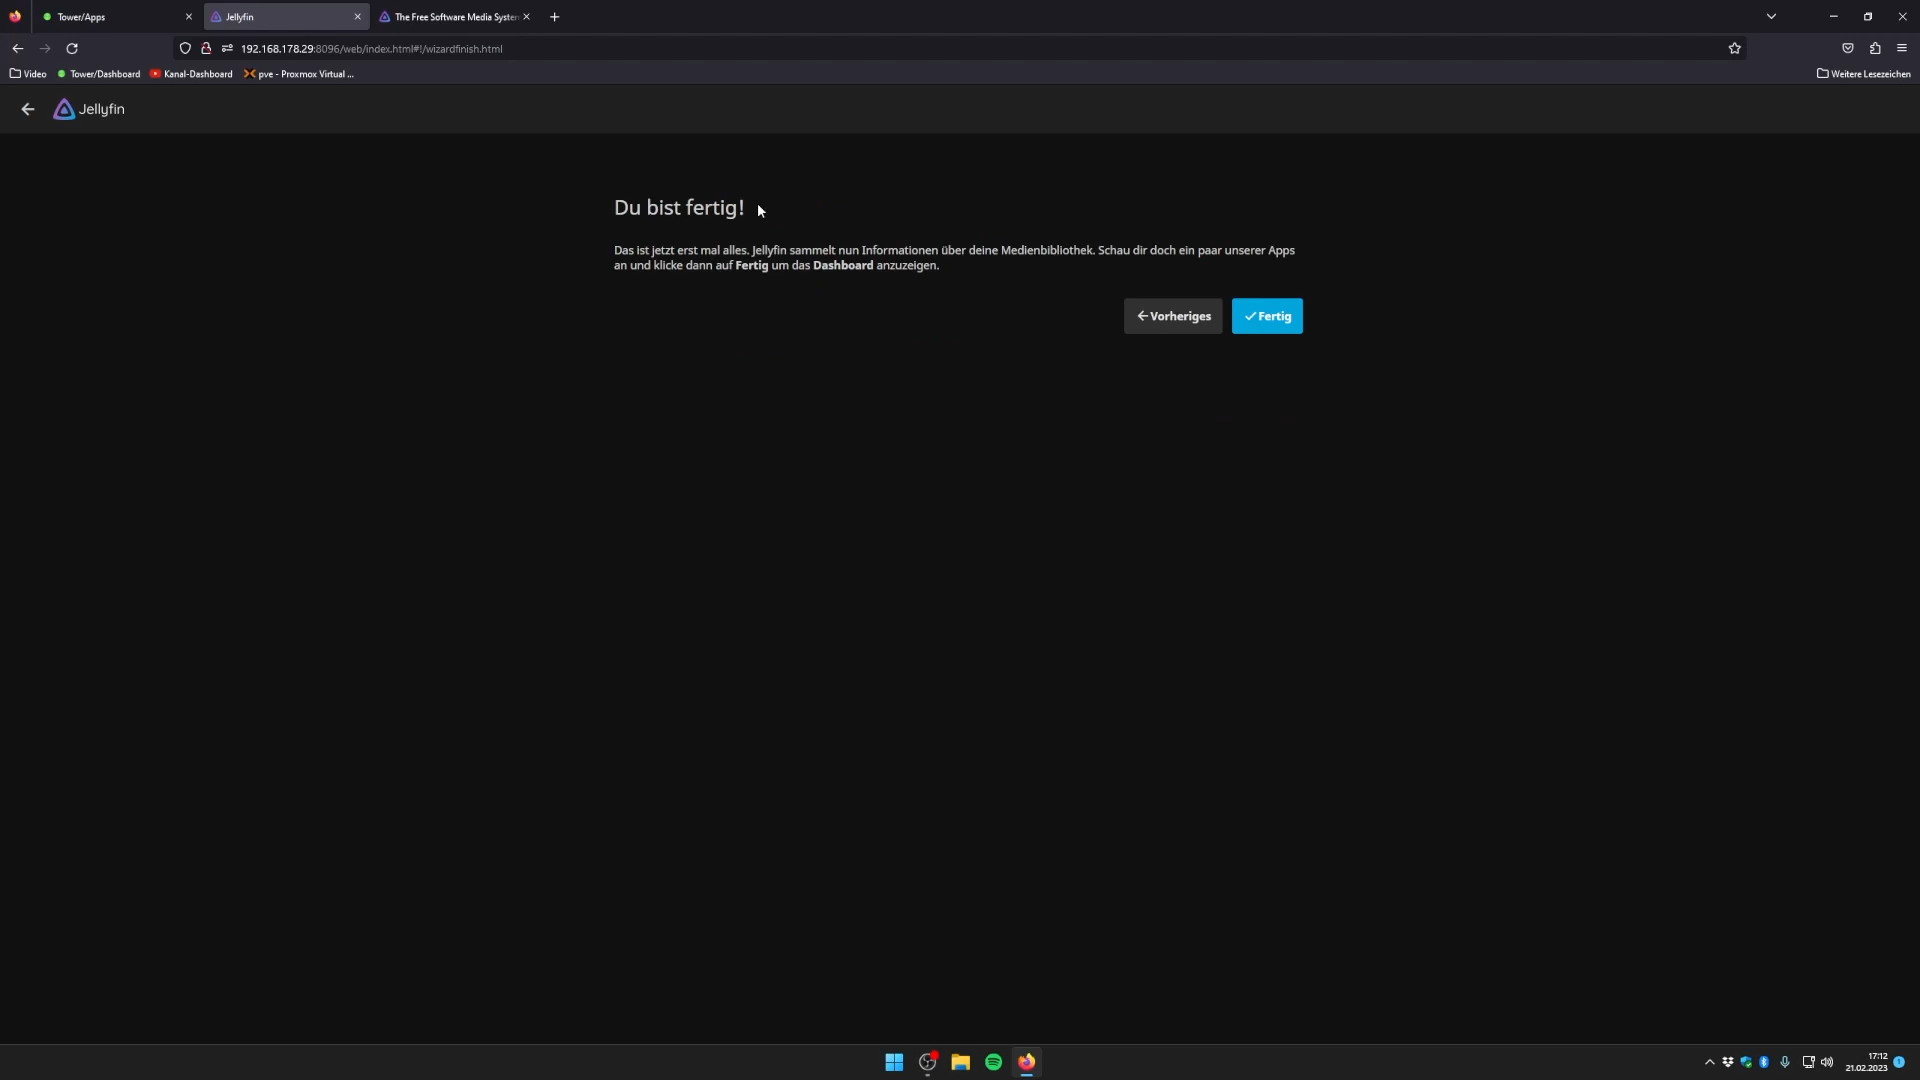 Tower/Apps
Jellyfin
The Free Software Media System
192.168.178.29:8096/web/index.html#!/wizardfinish.html
Video
Tower/Dashboard
Kanal-Dashboard
pve - Proxmox Virtual ...
Weitere Lesezeichen
Jellyfin
Du bist fertig!
Das ist jetzt erst mal alles. Jellyfin sammelt nun Informationen über deine Medienbibliothek. Schau dir doch ein paar unserer Apps
an und klicke dann auf Fertig um das Dashboard anzuzeigen.
Vorheriges
Fertig
17:12
21.02.2023
1